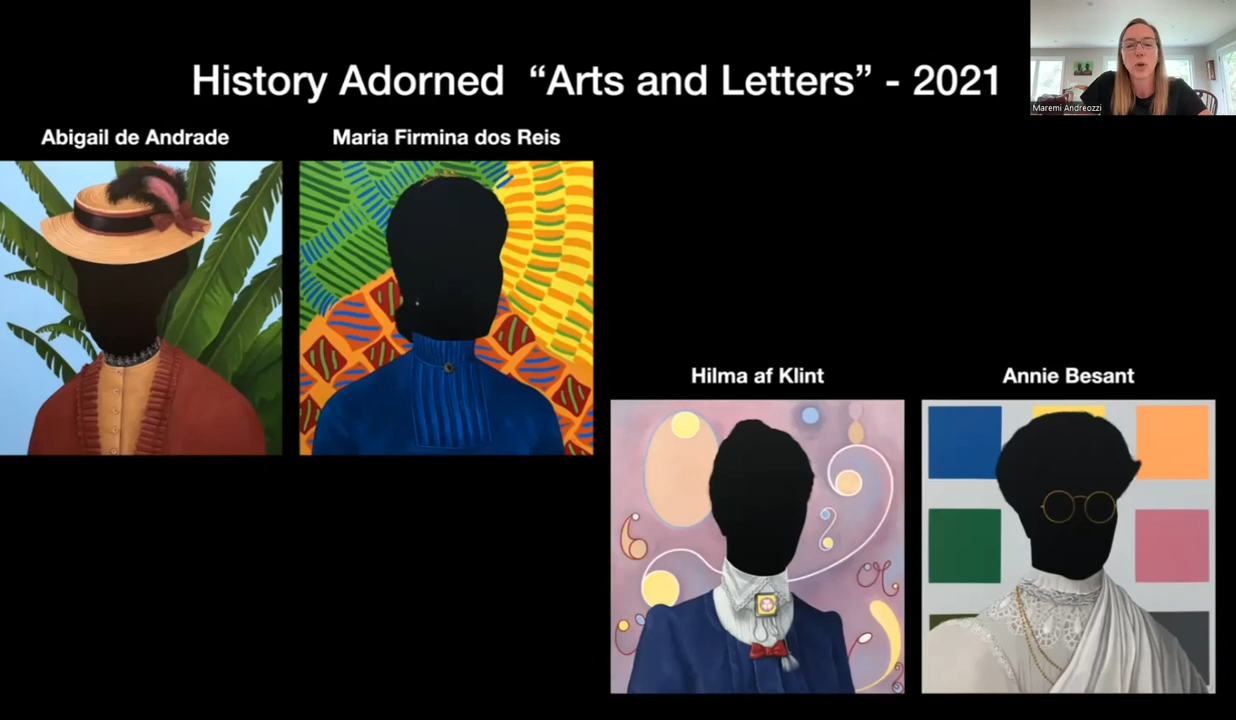 History Adorned “Arts and Letters” - 2021
Maremi Andreozzi
Abigail de Andrade
Maria Firmina dos Reis
Hilma af Klint
Annie Besant